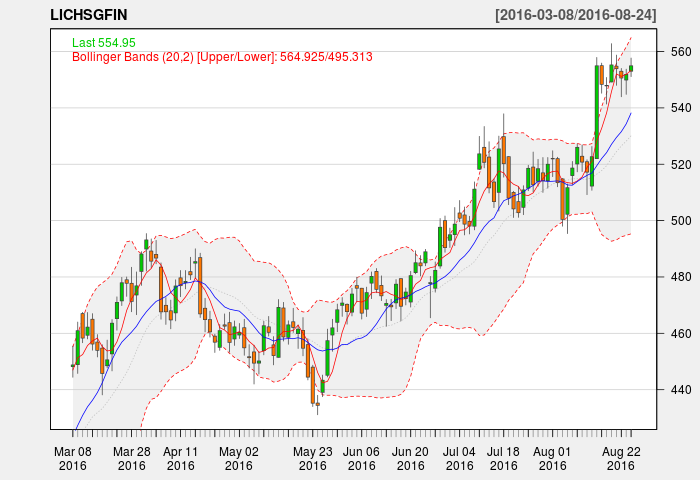 LICHSGFIN [2016-03-08/2016-08-24]
Last 554.95
Bollinger Bands (20,2) [Upper/Lower]: 564.925/495.313
560
540
520
500
480
460
440
Mar 08 Mar 28 Apr 11 May 02 May 23 Jun 06 Jun 20 Jul 04 Jul 18 Aug 01 Aug 22
2016 2016 2016 2016 2016 2016 2016 2016 2016 2016 2016